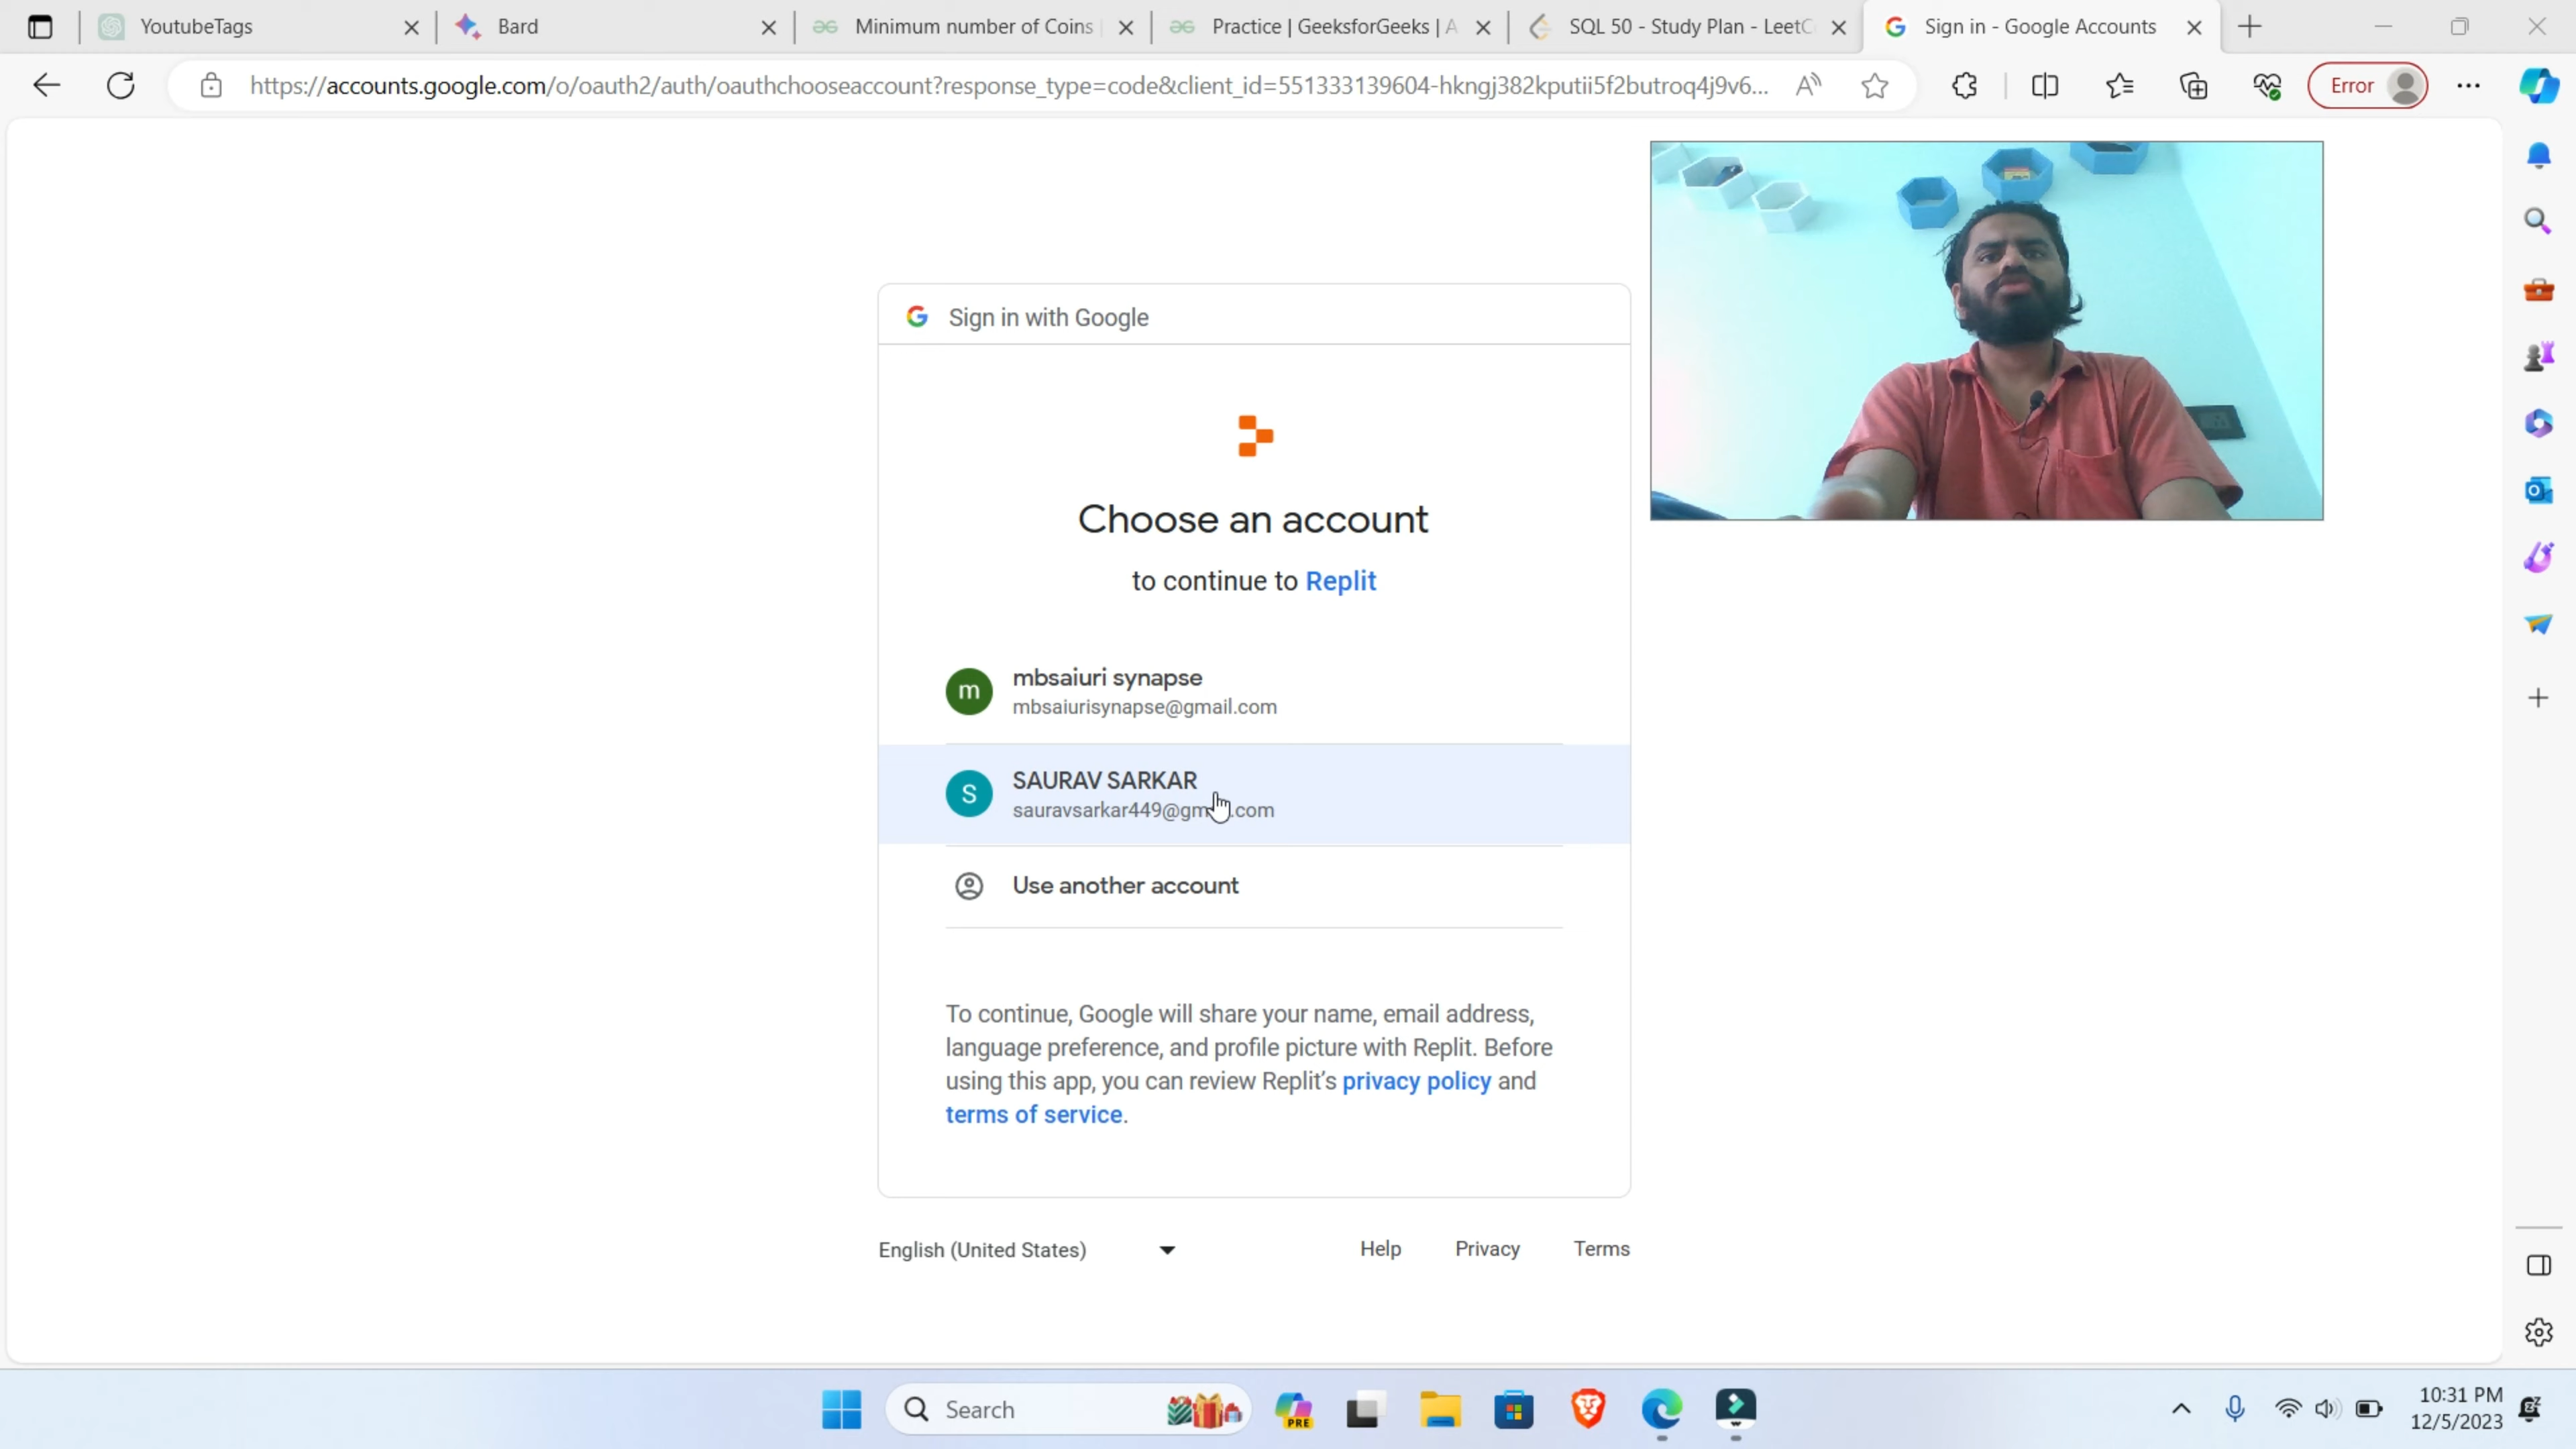 YoutubeTags
Bard
Minimum number of Coins
Practice | GeeksforGeeks | A
SQL 50 - Study Plan - LeetC
Sign in - Google Accounts
https://accounts.google.com/o/oauth2/auth/oauthchooseaccount?response_type=code&client_id=551333139604-hkngj382kputii5f2butroq4j9v6...
Error
Sign in with Google
Choose an account
to continue to Replit
m
mbsaiuri synapse
mbsaiurisynapse@gmail.com
S
SAURAV SARKAR
sauravsarkar449@gm .com
Use another account
To continue, Google will share your name, email address,
language preference, and profile picture with Replit. Before
using this app, you can review Replit's privacy policy and
terms of service.
English (United States)
Help
Privacy
Terms
Search
PRE
10:31 PM
12/5/2023